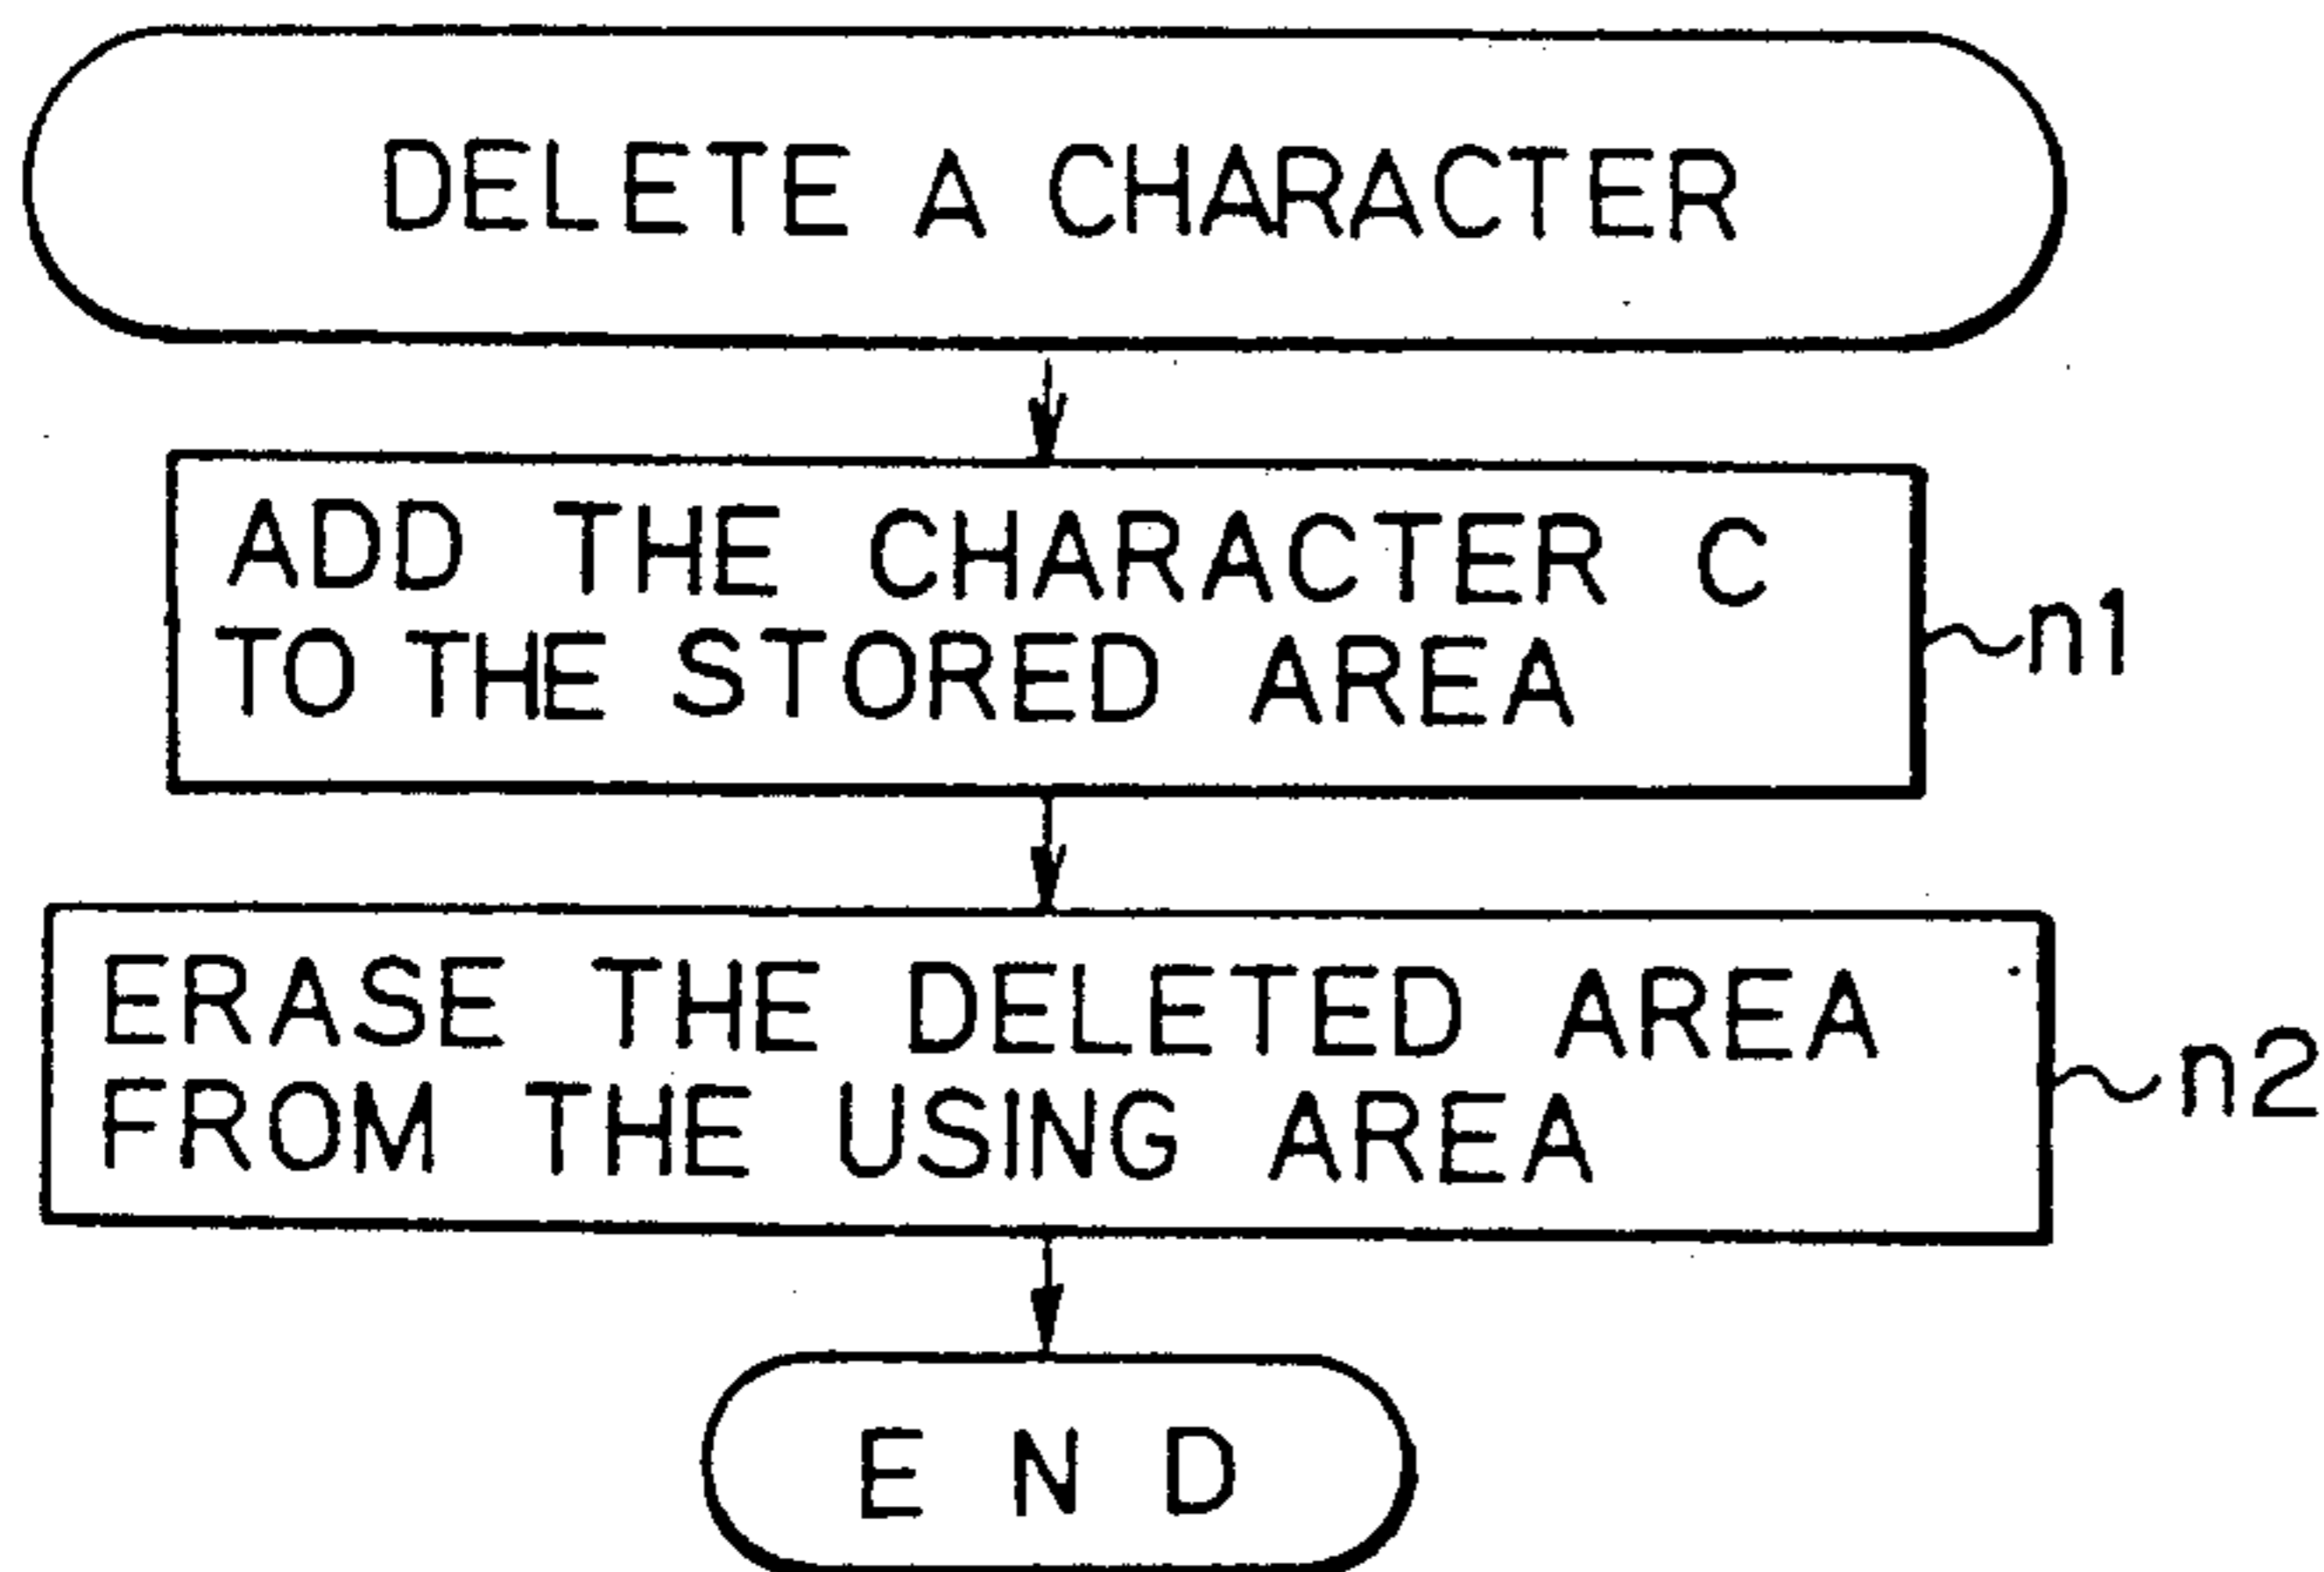 DELETE A CHARACTER
ADD THE CHARACTER C
TO THE STORED AREA
n1
ERASE THE DELETED AREA
FROM THE USING AREA
n2
END